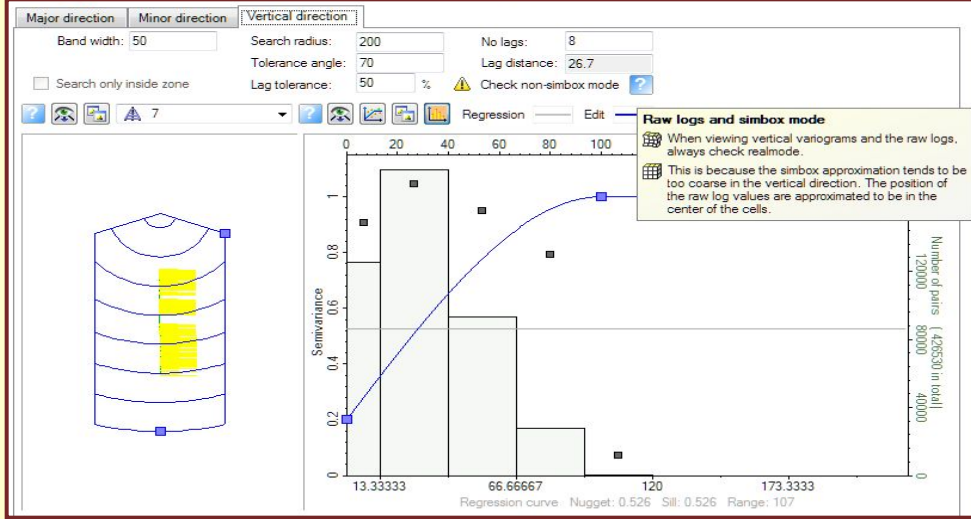 Major direction Minor direction Vertical direction
Band width: 50 Search radius: 200 No lags: 8
Tolerance angle: 70 Lag distance: 26.7
Search only inside zone Lag tolerance: 50 % Check non-simbox mode ?
? 7 ? Regression Edit
Raw logs and simbox mode
When viewing vertical variograms and the raw logs,
always check realmode.
This is because the simbox approximation tends to be
too coarse in the vertical direction. The position of
the raw log values are approximated to be in the
center of the cells.
0 20 40 60 80 100
1
0.8
0.6
0.4
0.2
0
Semivariance
Number of pairs (426530 in total)
120000
80000
40000
0
13.33333 66.66667 120 173.3333
Regression curve Nugget: 0.526 Sill: 0.526 Range: 107